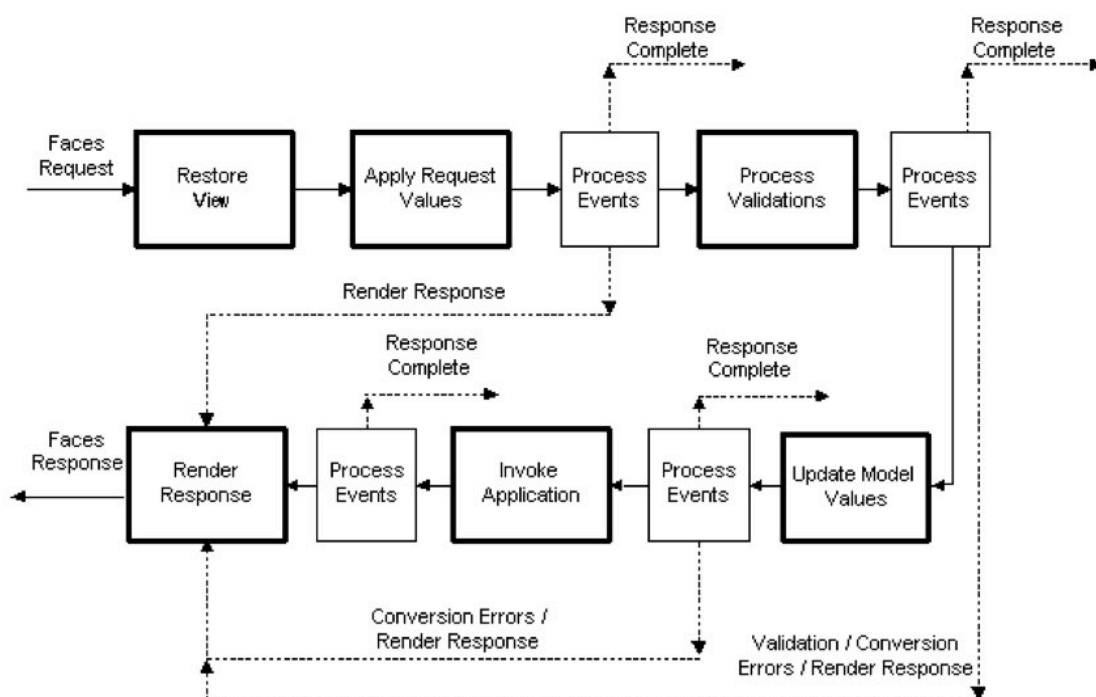 Response
Complete
Response
Complete
Faces
Request
Restore
View
Apply Request
Values
Process
Events
Process
Validations
Process
Events
Render Response
Response
Complete
Response
Complete
Faces
Response
Render
Response
Process
Events
Invoke
Application
Process
Events
Update Model
Values
Conversion Errors /
Render Response
Validation / Conversion
Errors / Render Response